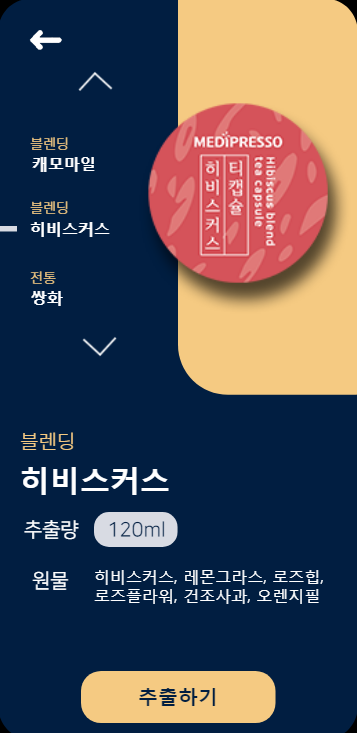 블렌딩
캐모마일
블렌딩
히비스커스
전통
쌍화
MEDIPRESSO
히비스커스
티캡슐
Hibiscus blend
tea capsule
블렌딩
히비스커스
추출량 120ml
원물 히비스커스, 레몬그라스, 로즈힙,
로즈플라워, 건조사과, 오렌지필
추출하기